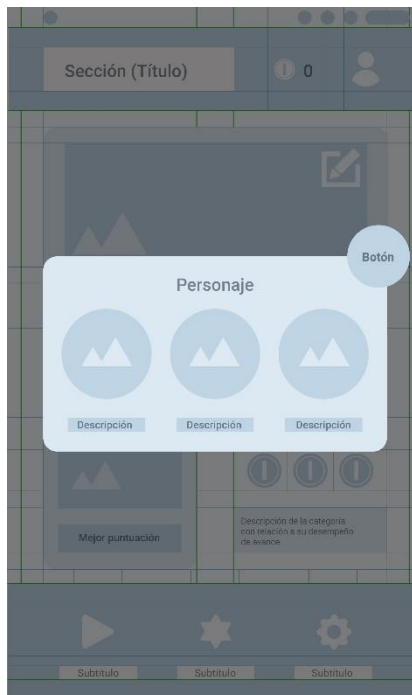 Sección (Título)
0
Botón
Personaje
Descripción
Descripción
Descripción
Mejor puntuación
Descripción de la categoría
con relación a su desempeño
de avance
Subtítulo
Subtítulo
Subtítulo